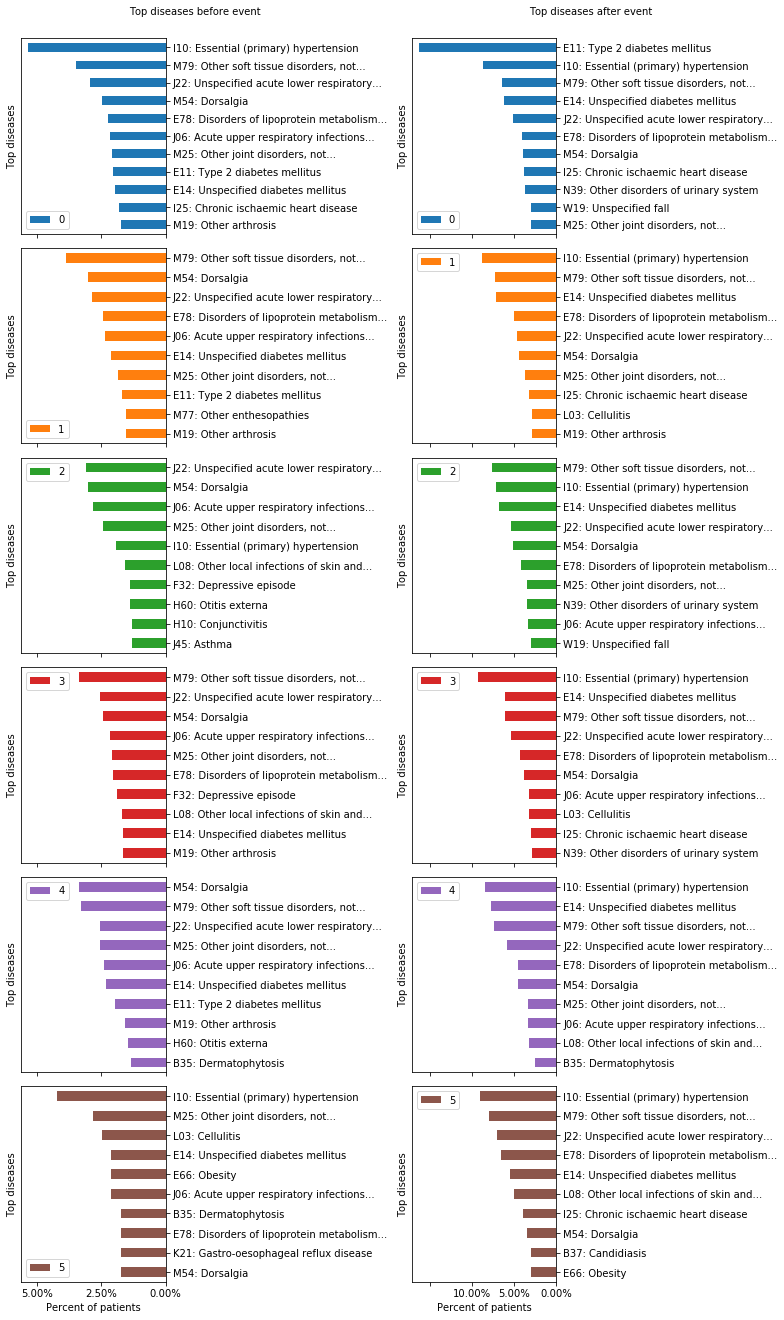 Top diseases before event
Top diseases
I10: Essential (primary) hypertension
M79: Other soft tissue disorders, not...
J22: Unspecified acute lower respiratory...
M54: Dorsalgia
E78: Disorders of lipoprotein metabolism...
J06: Acute upper respiratory infections...
M25: Other joint disorders, not...
E11: Type 2 diabetes mellitus
E14: Unspecified diabetes mellitus
I25: Chronic ischaemic heart disease
M19: Other arthrosis
0
Top diseases after event
Top diseases
E11: Type 2 diabetes mellitus
I10: Essential (primary) hypertension
M79: Other soft tissue disorders, not...
E14: Unspecified diabetes mellitus
J22: Unspecified acute lower respiratory...
E78: Disorders of lipoprotein metabolism...
M54: Dorsalgia
I25: Chronic ischaemic heart disease
N39: Other disorders of urinary system
W19: Unspecified fall
M25: Other joint disorders, not...
0
Top diseases
M79: Other soft tissue disorders, not...
M54: Dorsalgia
J22: Unspecified acute lower respiratory...
E78: Disorders of lipoprotein metabolism...
J06: Acute upper respiratory infections...
E14: Unspecified diabetes mellitus
M25: Other joint disorders, not...
E11: Type 2 diabetes mellitus
M77: Other enthesopathies
M19: Other arthrosis
1
Top diseases
1
I10: Essential (primary) hypertension
M79: Other soft tissue disorders, not...
E14: Unspecified diabetes mellitus
E78: Disorders of lipoprotein metabolism...
J22: Unspecified acute lower respiratory...
M54: Dorsalgia
M25: Other joint disorders, not...
I25: Chronic ischaemic heart disease
L03: Cellulitis
M19: Other arthrosis
Top diseases
2
J22: Unspecified acute lower respiratory...
M54: Dorsalgia
J06: Acute upper respiratory infections...
M25: Other joint disorders, not...
I10: Essential (primary) hypertension
L08: Other local infections of skin and...
F32: Depressive episode
H60: Otitis externa
H10: Conjunctivitis
J45: Asthma
Top diseases
2
M79: Other soft tissue disorders, not...
I10: Essential (primary) hypertension
E14: Unspecified diabetes mellitus
J22: Unspecified acute lower respiratory...
M54: Dorsalgia
E78: Disorders of lipoprotein metabolism...
M25: Other joint disorders, not...
N39: Other disorders of urinary system
J06: Acute upper respiratory infections...
W19: Unspecified fall
Top diseases
3
M79: Other soft tissue disorders, not...
J22: Unspecified acute lower respiratory...
M54: Dorsalgia
J06: Acute upper respiratory infections...
M25: Other joint disorders, not...
E78: Disorders of lipoprotein metabolism...
F32: Depressive episode
L08: Other local infections of skin and...
E14: Unspecified diabetes mellitus
M19: Other arthrosis
Top diseases
3
I10: Essential (primary) hypertension
E14: Unspecified diabetes mellitus
M79: Other soft tissue disorders, not...
J22: Unspecified acute lower respiratory...
E78: Disorders of lipoprotein metabolism...
M54: Dorsalgia
J06: Acute upper respiratory infections...
L03: Cellulitis
I25: Chronic ischaemic heart disease
N39: Other disorders of urinary system
Top diseases
4
M54: Dorsalgia
M79: Other soft tissue disorders, not...
J22: Unspecified acute lower respiratory...
M25: Other joint disorders, not...
J06: Acute upper respiratory infections...
E14: Unspecified diabetes mellitus
E11: Type 2 diabetes mellitus
M19: Other arthrosis
H60: Otitis externa
B35: Dermatophytosis
Top diseases
4
I10: Essential (primary) hypertension
E14: Unspecified diabetes mellitus
M79: Other soft tissue disorders, not...
J22: Unspecified acute lower respiratory...
E78: Disorders of lipoprotein metabolism...
M54: Dorsalgia
M25: Other joint disorders, not...
J06: Acute upper respiratory infections...
L08: Other local infections of skin and...
B35: Dermatophytosis
Top diseases
I10: Essential (primary) hypertension
M25: Other joint disorders, not...
L03: Cellulitis
E14: Unspecified diabetes mellitus
E66: Obesity
J06: Acute upper respiratory infections...
B35: Dermatophytosis
E78: Disorders of lipoprotein metabolism...
K21: Gastro-oesophageal reflux disease
M54: Dorsalgia
5
5.00% 2.50% 0.00%
Percent of patients
Top diseases
5
I10: Essential (primary) hypertension
M79: Other soft tissue disorders, not...
J22: Unspecified acute lower respiratory...
E78: Disorders of lipoprotein metabolism...
E14: Unspecified diabetes mellitus
L08: Other local infections of skin and...
I25: Chronic ischaemic heart disease
M54: Dorsalgia
B37: Candidiasis
E66: Obesity
10.00% 5.00% 0.00%
Percent of patients